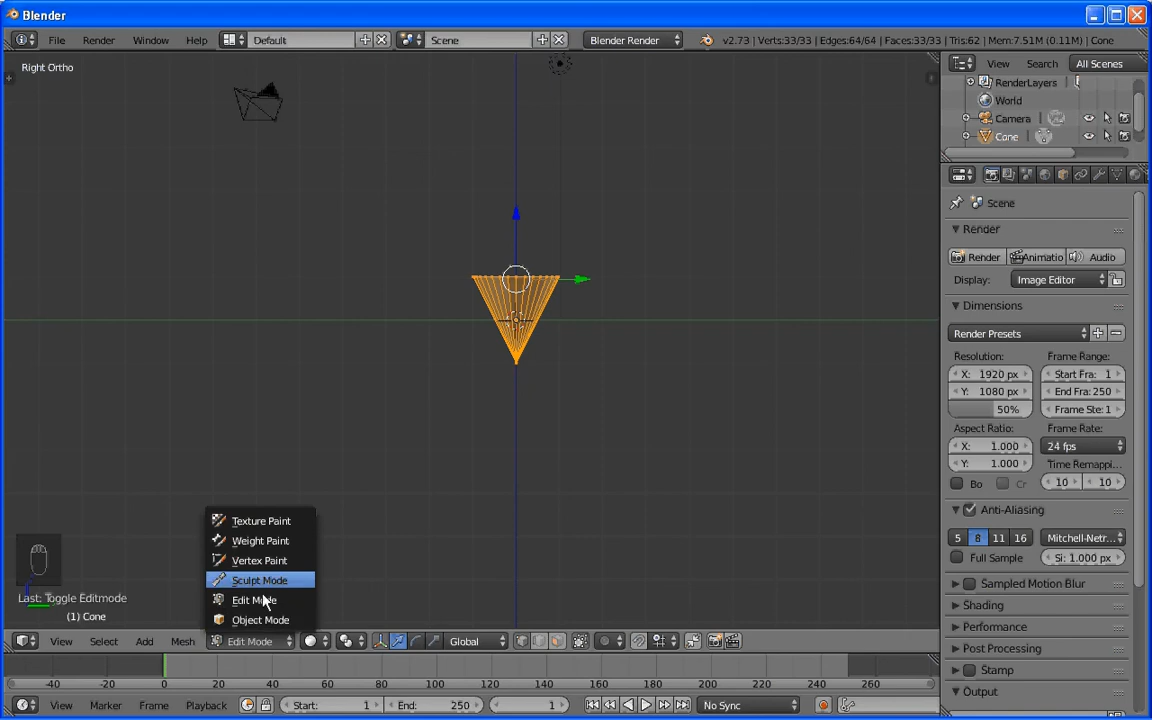 Blender
File Render Window Help Default Scene Blender Render v2.73 | Verts:33/33 | Edges:64/64 | Faces:33/33 | Tris:62 | Mem:7.51M (0.11M) | Cone
Right Ortho
View Search All Scenes
RenderLayers
World
Camera
Cone
Scene
Render
Render Animatio Audio
Display: Image Editor
Dimensions
Render Presets
Resolution: Frame Range:
X: 1920 px Start Fra: 1
Y: 1080 px End Fra: 250
50% Frame Ste: 1
Aspect Ratio: Frame Rate:
X: 1.000 24 fps
Y: 1.000 Time Remappi...
Bo Cr 10 10
Anti-Aliasing
5 8 11 16 Mitchell-Netr...
Full Sample Si: 1.000 px
Sampled Motion Blur
Shading
Performance
Post Processing
Stamp
Output
Texture Paint
Weight Paint
Vertex Paint
Sculpt Mode
Edit Mode
Object Mode
Last: Toggle Editmode
(1) Cone
View Select Add Mesh Edit Mode Global
-40 -20 0 20 40 60 80 100 120 140 160 180 200 220 240 260
View Marker Frame Playback Start: 1 End: 250 1 No Sync